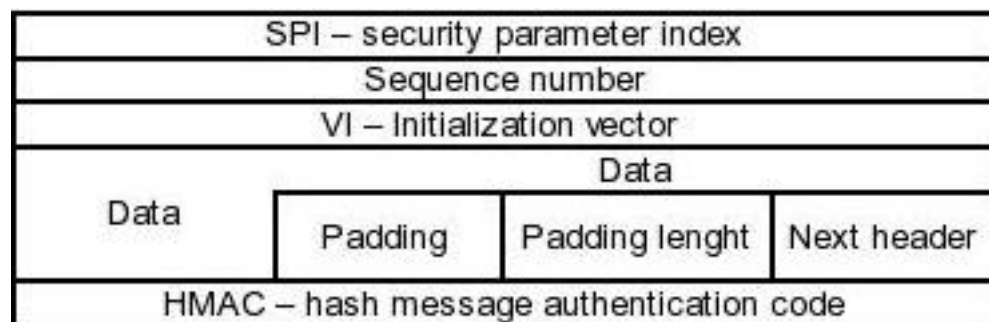 SPI – security parameter index
Sequence number
VI – Initialization vector
Data
Data
Padding
Padding lenght
Next header
HMAC – hash message authentication code